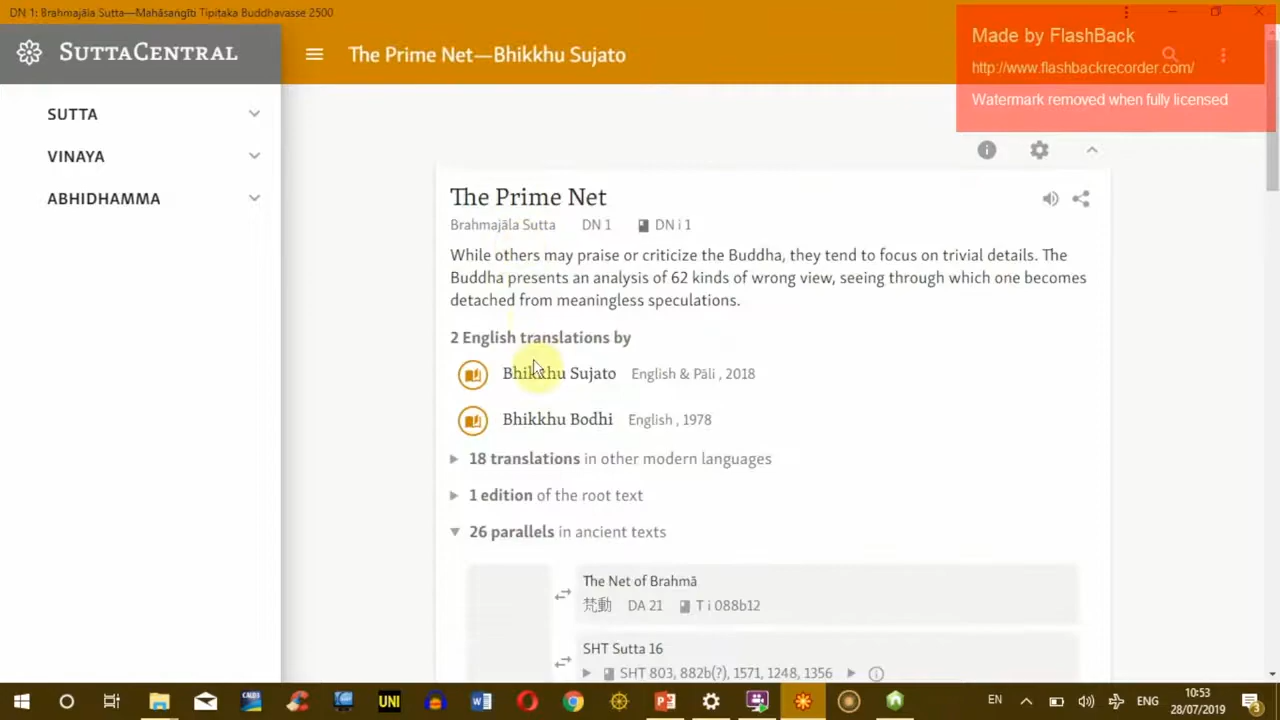 DN 1: Brahmajāla Sutta—Mahāsaṅgīti Tipitaka Buddhavasse 2500
SUTTACENTRAL
The Prime Net—Bhikkhu Sujato
Made by FlashBack
http://www.flashbackrecorder.com/
Watermark removed when fully licensed
SUTTA
VINAYA
ABHIDHAMMA
The Prime Net
Brahmajāla Sutta DN 1 DN i 1
While others may praise or criticize the Buddha, they tend to focus on trivial details. The
Buddha presents an analysis of 62 kinds of wrong view, seeing through which one becomes
detached from meaningless speculations.
2 English translations by
Bhikkhu Sujato English & Pāli , 2018
Bhikkhu Bodhi English , 1978
18 translations in other modern languages
1 edition of the root text
26 parallels in ancient texts
The Net of Brahmā
梵動 DA 21 T i 088b12
SHT Sutta 16
SHT 803, 882b(?), 1571, 1248, 1356
UNI
EN
ENG
10:53
28/07/2019
3